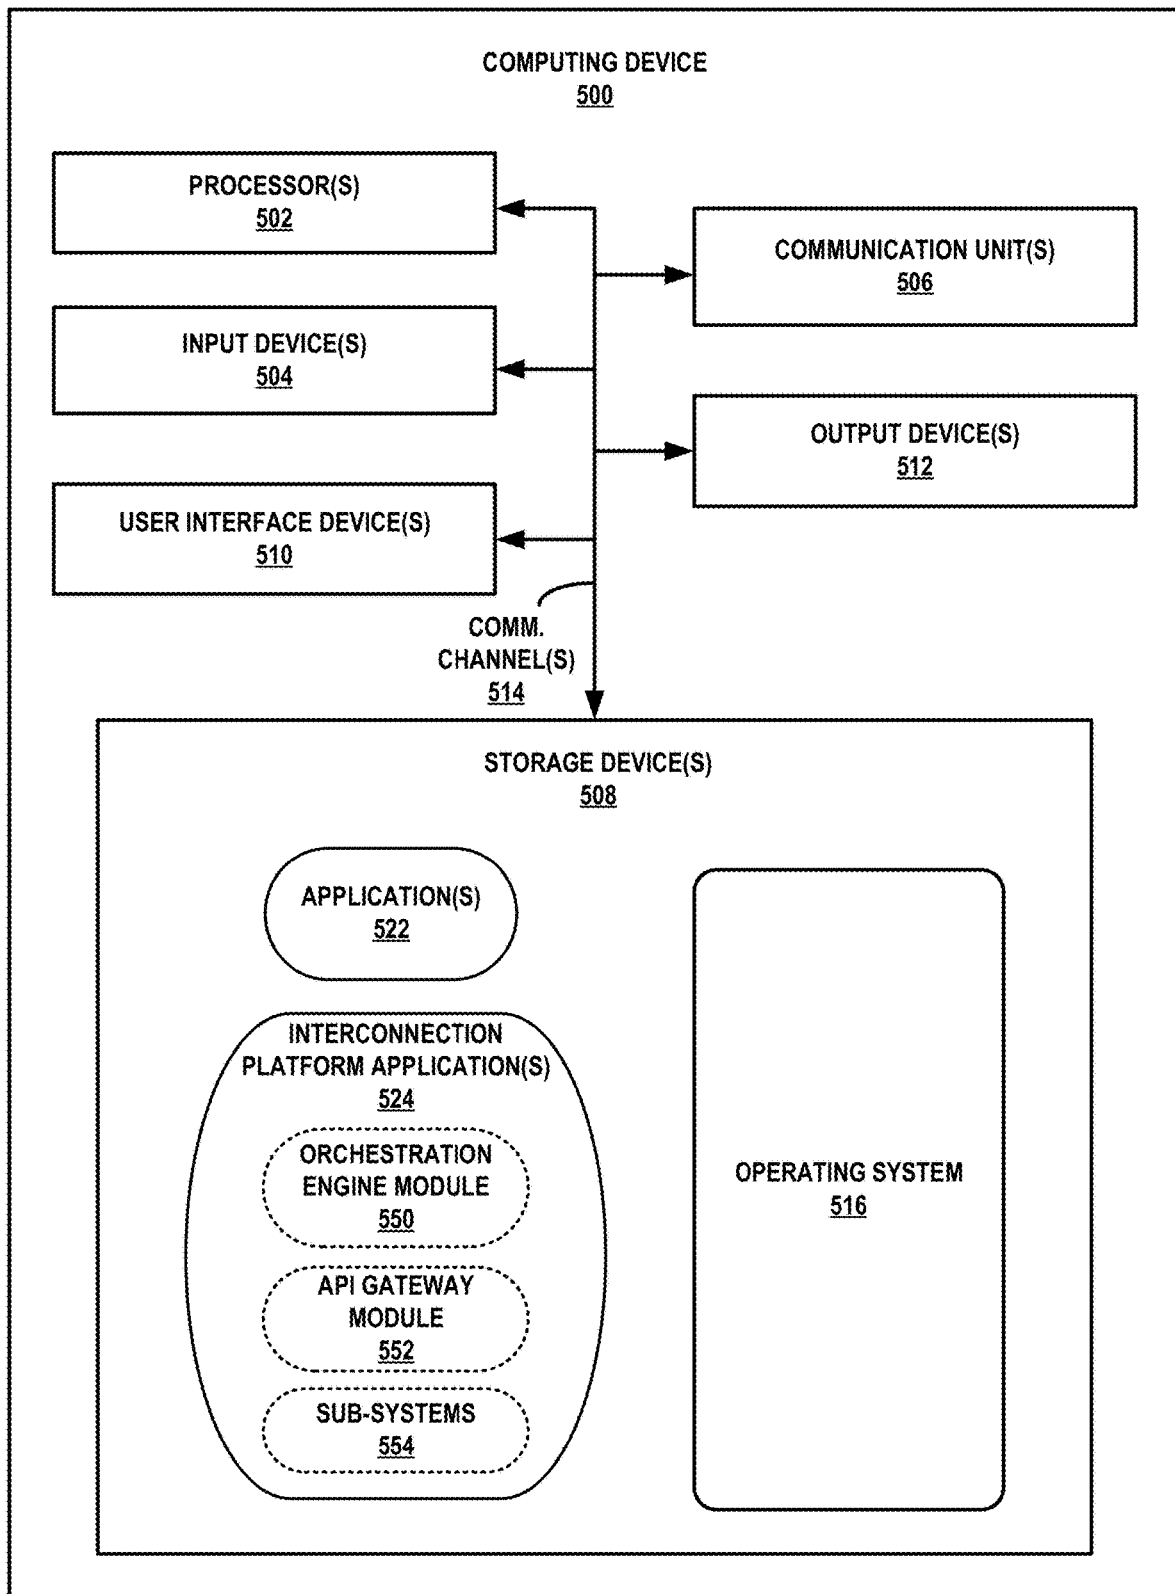 COMPUTING DEVICE
500
PROCESSOR(S)
502
COMMUNICATION UNIT(S)
506
INPUT DEVICE(S)
504
OUTPUT DEVICE(S)
512
USER INTERFACE DEVICE(S)
510
COMM.
CHANNEL(S)
514
STORAGE DEVICE(S)
508
APPLICATION(S)
522
INTERCONNECTION
PLATFORM APPLICATION(S)
524
ORCHESTRATION
ENGINE MODULE
550
API GATEWAY
MODULE
552
SUB-SYSTEMS
554
OPERATING SYSTEM
516